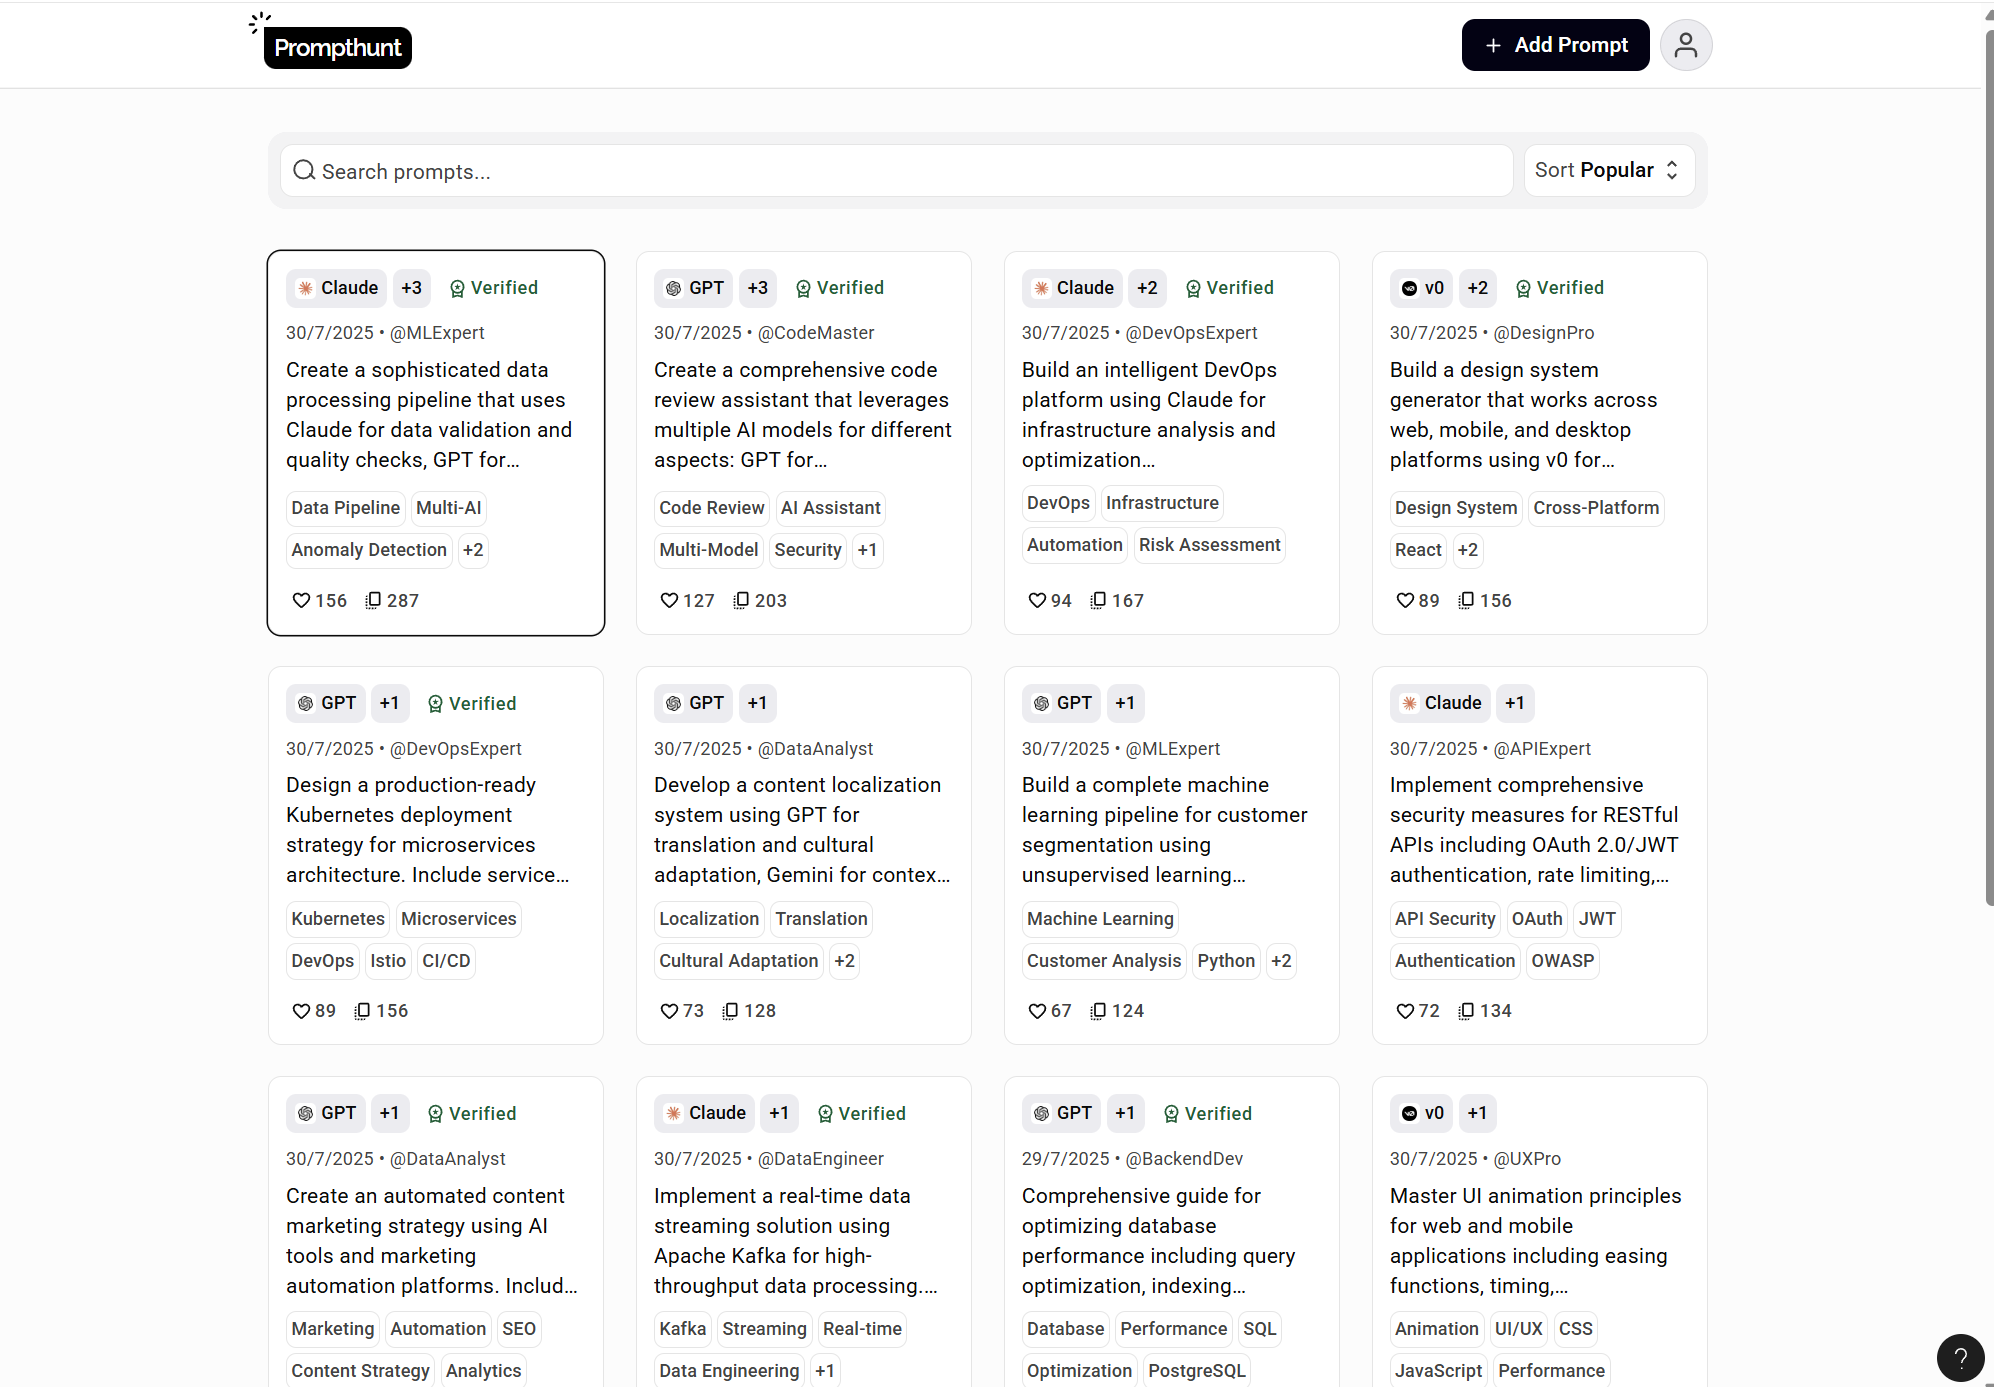 Prompthunt
Add Prompt
Search prompts...
Sort Popular
Claude +3 Verified
30/7/2025 • @MLExpert
Create a sophisticated data
processing pipeline that uses
Claude for data validation and
quality checks, GPT for...
Data Pipeline Multi-AI
Anomaly Detection +2
156 287
GPT +3 Verified
30/7/2025 • @CodeMaster
Create a comprehensive code
review assistant that leverages
multiple AI models for different
aspects: GPT for...
Code Review AI Assistant
Multi-Model Security +1
127 203
Claude +2 Verified
30/7/2025 • @DevOpsExpert
Build an intelligent DevOps
platform using Claude for
infrastructure analysis and
optimization...
DevOps Infrastructure
Automation Risk Assessment
94 167
v0 +2 Verified
30/7/2025 • @DesignPro
Build a design system
generator that works across
web, mobile, and desktop
platforms using v0 for...
Design System Cross-Platform
React +2
89 156
GPT +1 Verified
30/7/2025 • @DevOpsExpert
Design a production-ready
Kubernetes deployment
strategy for microservices
architecture. Include service...
Kubernetes Microservices
DevOps Istio CI/CD
89 156
GPT +1
30/7/2025 • @DataAnalyst
Develop a content localization
system using GPT for
translation and cultural
adaptation, Gemini for contex...
Localization Translation
Cultural Adaptation +2
73 128
GPT +1
30/7/2025 • @MLExpert
Build a complete machine
learning pipeline for customer
segmentation using
unsupervised learning...
Machine Learning
Customer Analysis Python +2
67 124
Claude +1
30/7/2025 • @APIExpert
Implement comprehensive
security measures for RESTful
APIs including OAuth 2.0/JWT
authentication, rate limiting,...
API Security OAuth JWT
Authentication OWASP
72 134
GPT +1 Verified
30/7/2025 • @DataAnalyst
Create an automated content
marketing strategy using AI
tools and marketing
automation platforms. Includ...
Marketing Automation SEO
Content Strategy Analytics
Claude +1 Verified
30/7/2025 • @DataEngineer
Implement a real-time data
streaming solution using
Apache Kafka for high-
throughput data processing....
Kafka Streaming Real-time
Data Engineering +1
GPT +1 Verified
29/7/2025 • @BackendDev
Comprehensive guide for
optimizing database
performance including query
optimization, indexing...
Database Performance SQL
Optimization PostgreSQL
v0 +1
30/7/2025 • @UXPro
Master UI animation principles
for web and mobile
applications including easing
functions, timing,...
Animation UI/UX CSS
JavaScript Performance
?